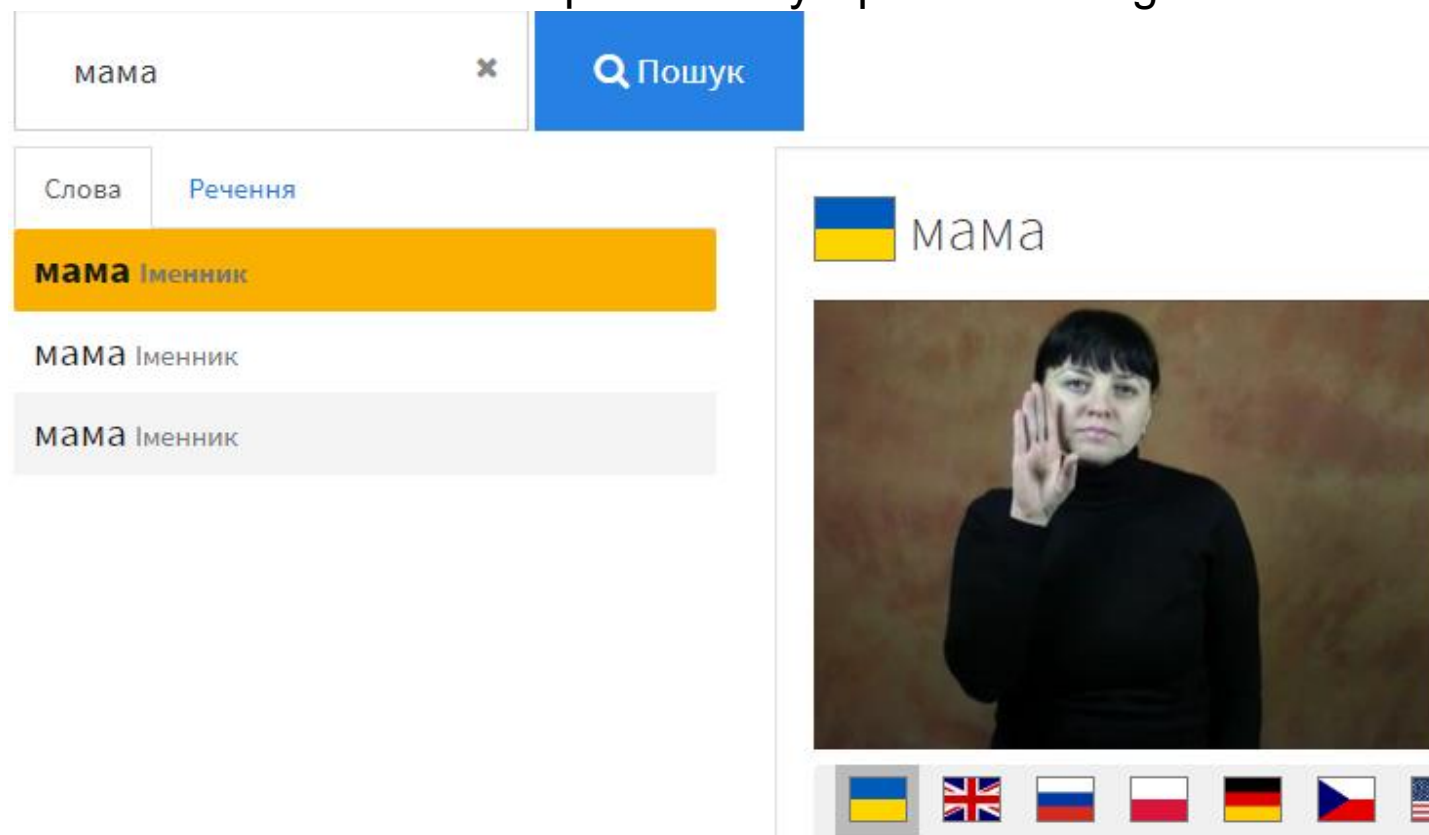 мама
Пошук
Слова Речення
мама Іменник
мама Іменник
мама Іменник
мама